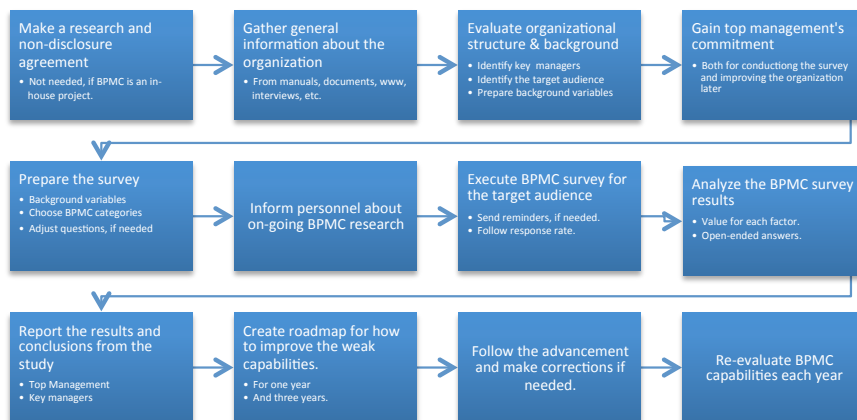 Make a research and
non-disclosure
agreement
• Not needed, if BPMC is an in-
house project.
Gather general
information about the
organization
• From manuals, documents, www,
interviews, etc.
Evaluate organizational
structure & background
• Identify key managers
• Identify the target audience
• Prepare background variables
Gain top management's
commitment
• Both for conductiong the survey
and improving the organization
later
Prepare the survey
• Background variables
• Choose BPMC categories
• Adjust questions, if needed
Inform personnel about
on-going BPMC research
Execute BPMC survey for
the target audience
• Send reminders, if needed.
• Follow response rate.
Analyze the BPMC survey
results
• Value for each factor.
• Open-ended answers.
Report the results and
conclusions from the
study
• Top Management
• Key managers
Create roadmap for how
to improve the weak
capabilities.
• For one year
• And three years.
Follow the advancement
and make corrections if
needed.
Re-evaluate BPMC
capabilities each year